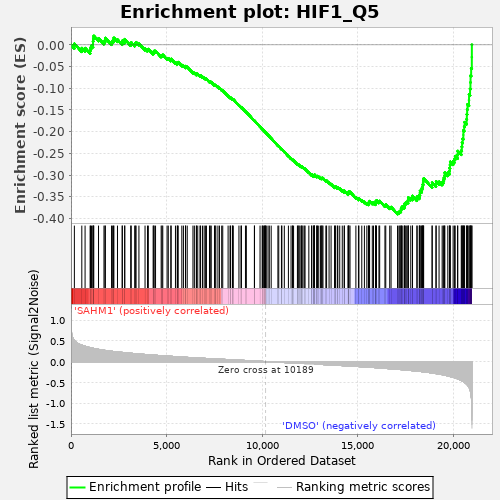 Enrichment plot: HIF1_Q5
Enrichment score (ES)
0.00
-0.05
-0.10
-0.15
-0.20
-0.25
-0.30
-0.35
-0.40
'SAHM1' (positively correlated)
Ranked list metric (Signal2Noise)
1.0
0.5
0.0
-0.5
-1.0
-1.5
Zero cross at 10189
'DMSO' (negatively correlated)
0
5,000
10,000
15,000
20,000
Rank in Ordered Dataset
Enrichment profile
Hits
Ranking metric scores